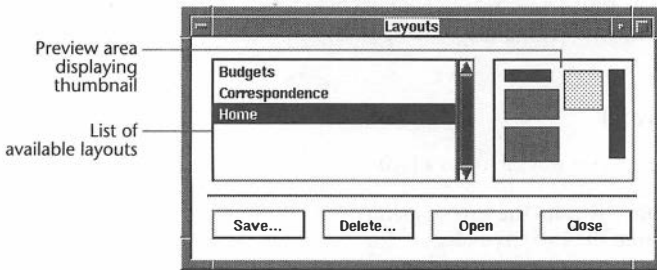 Layouts
Preview area
displaying
thumbnail
Budgets
Correspondence
Home
List of
available layouts
Save...
Delete...
Open
Close